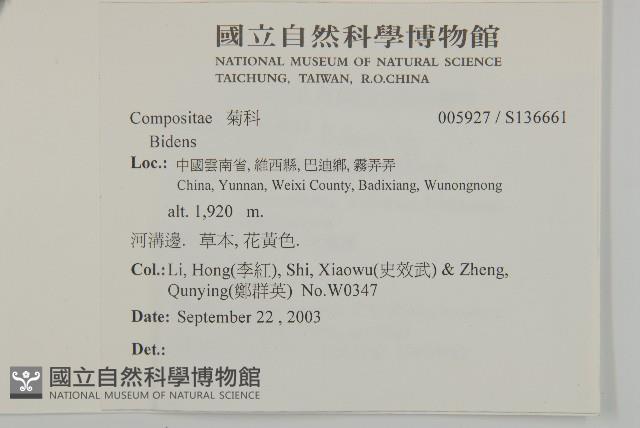 國立自然科學博物館
NATIONAL MUSEUM OF NATURAL SCIENCE
TAICHUNG, TAIWAN, R.O.CHINA
Compositae 菊科 005927 / S136661
Bidens
Loc.: 中國雲南省, 維西縣, 巴迪鄉, 霧弄弄
China, Yunnan, Weixi County, Badixiang, Wunongnong
alt. 1,920 m.
河溝邊. 草本, 花黃色.
Col.: Li, Hong(李紅), Shi, Xiaowu(史效武) & Zheng,
Qunying(鄭群英) No.W0347
Date: September 22 , 2003
Det.:
國立自然科學博物館
NATIONAL MUSEUM OF NATURAL SCIENCE